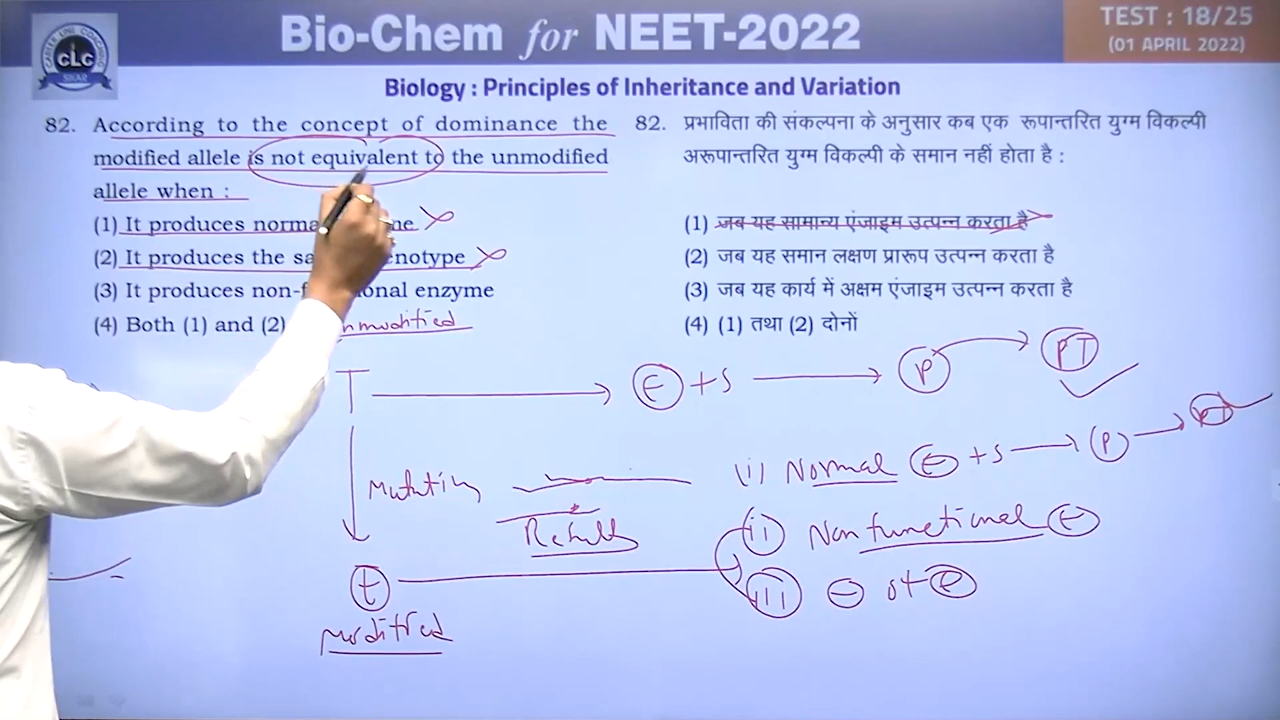 Bio-Chem for NEET-2022
TEST : 18/25
(01 APRIL 2022)
CLC
SIKAR
Biology : Principles of Inheritance and Variation
82. According to the concept of dominance the
modified allele is not equivalent to the unmodified
allele when :
(1) It produces
(2) It produces the
(3) It produces enzyme
(4) Both (1) and (2)
82. प्रभाविता की संकल्पना के अनुसार कब एक रूपान्तरित युग्म विकल्पी
अरूपान्तरित युग्म विकल्पी के समान नहीं होता है :
(1) जब यह सामान्य एंजाइम उत्पन्न करता है
(2) जब यह समान लक्षण प्रारूप उत्पन्न करता है
(3) जब यह कार्य में अक्षम एंजाइम उत्पन्न करता है
(4) (1) तथा (2) दोनों
T E + S P PT
(i) Normal E + S P
Mutation
Results
(ii) Non functional E
t (iii)
modified